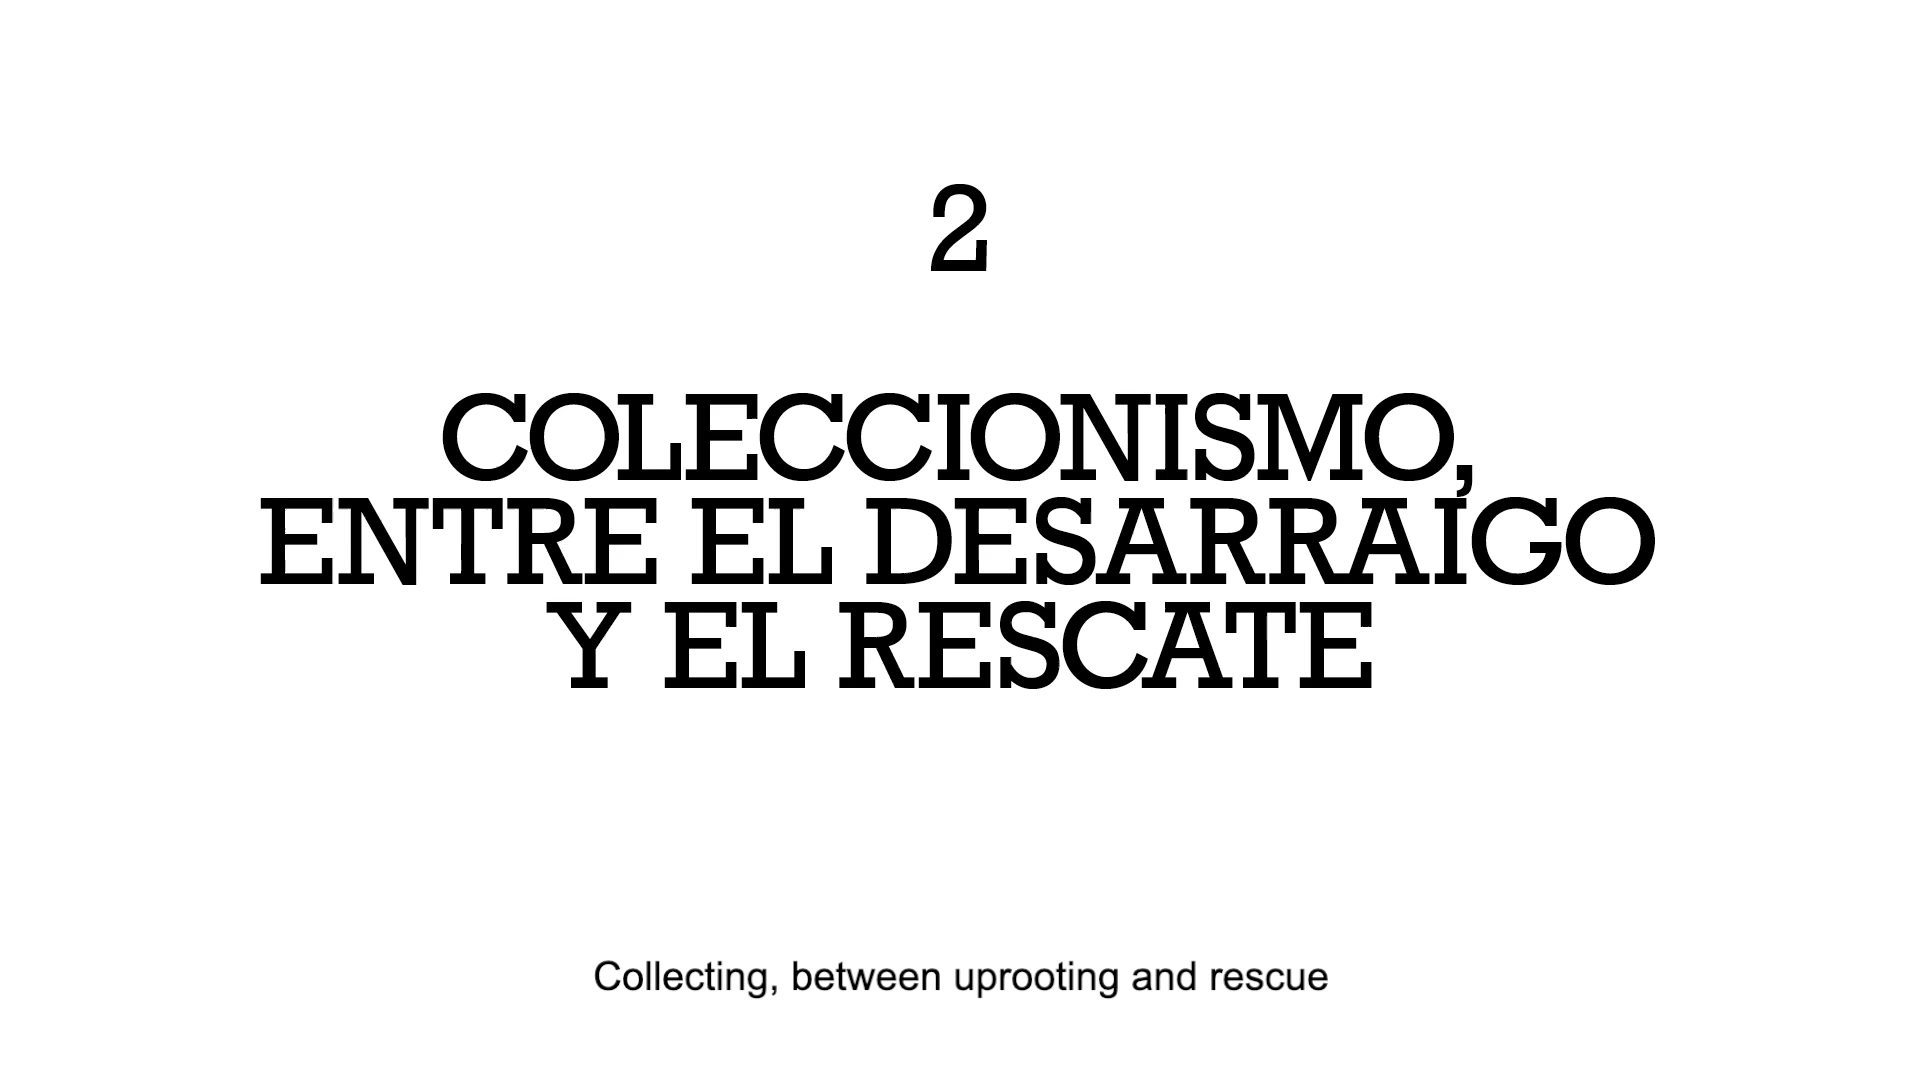 2
COLECCIONISMO,
ENTRE EL DESARRAIGO
Y EL RESCATE
Collecting, between uprooting and rescue